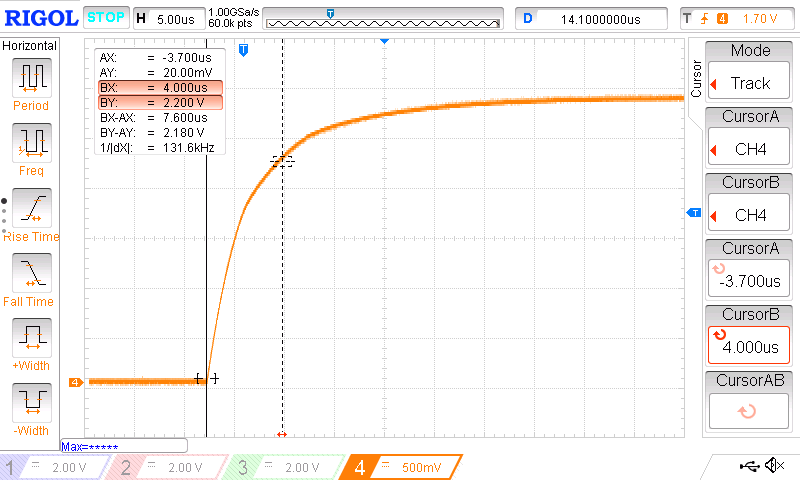 RIGOL STOP H 5.00us 1.00GSa/s 60.0k pts T D 14.1000000us T 4 1.70 V
Horizontal
Period
Freq
Rise Time
Fall Time
+Width
-Width
T
AX: = -3.700us
AY: = 20.00mV
BX: = 4.000us
BY: = 2.200 V
BX-AX: = 7.600us
BY-AY: = 2.180 V
1/|dX|: = 131.6kHz
4
T
Max=*****
Cursor
Mode
Track
CursorA
CH4
CursorB
CH4
CursorA
-3.700us
CursorB
4.000us
CursorAB
1 = 2.00 V 2 = 2.00 V 3 = 2.00 V 4 = 500mV